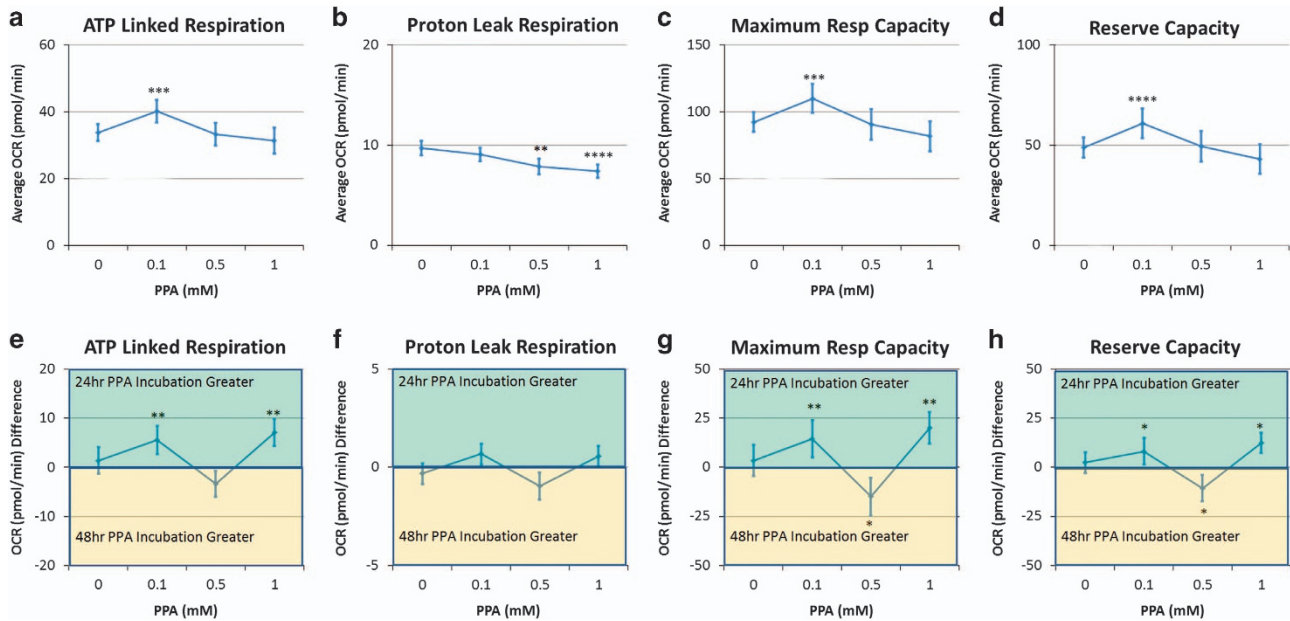 a
ATP Linked Respiration
Average OCR (pmol/min)
60
40
20
0
***
0 0.1 0.5 1
PPA (mM)
b
Proton Leak Respiration
Average OCR (pmol/min)
20
10
0
**
****
0 0.1 0.5 1
PPA (mM)
c
Maximum Resp Capacity
Average OCR (pmol/min)
150
100
50
0
***
0 0.1 0.5 1
PPA (mM)
d
Reserve Capacity
Average OCR (pmol/min)
100
50
0
****
0 0.1 0.5 1
PPA (mM)
e
ATP Linked Respiration
OCR (pmol/min) Difference
20
10
0
-10
-20
24hr PPA Incubation Greater
**
**
48hr PPA Incubation Greater
0 0.1 0.5 1
PPA (mM)
f
Proton Leak Respiration
OCR (pmol/min) Difference
5
0
-5
24hr PPA Incubation Greater
48hr PPA Incubation Greater
0 0.1 0.5 1
PPA (mM)
g
Maximum Resp Capacity
OCR (pmol/min) Difference
50
25
0
-25
-50
24hr PPA Incubation Greater
**
**
*
48hr PPA Incubation Greater
0 0.1 0.5 1
PPA (mM)
h
Reserve Capacity
OCR (pmol/min) Difference
50
25
0
-25
-50
24hr PPA Incubation Greater
*
*
*
48hr PPA Incubation Greater
0 0.1 0.5 1
PPA (mM)